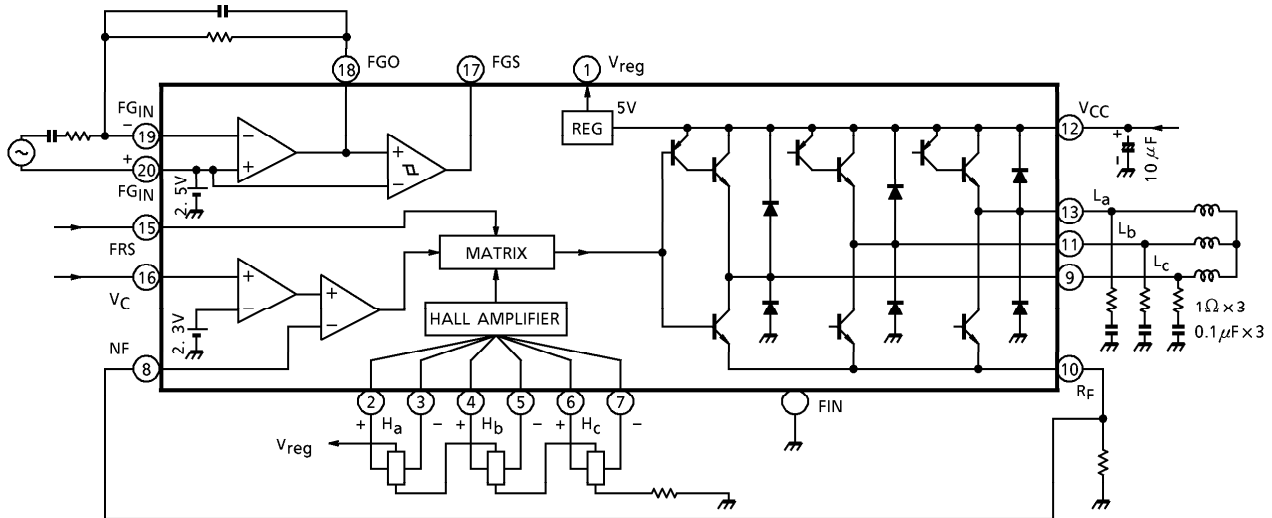 18 FGO
17 FGS
1 Vreg
FGIN
− 19
+ 20
FGIN
2.5V
REG 5V
VCC
12
+
−
10 μF
− +
+ −
15
FRS
16
VC
+ −
+ −
2.3V
MATRIX
HALL AMPLIFIER
NF
8
13 La
11 Lb
9 Lc
1Ω×3
0.1μF×3
10 RF
2 3 4 5 6 7
+ Ha − + Hb − + Hc −
FIN
Vreg